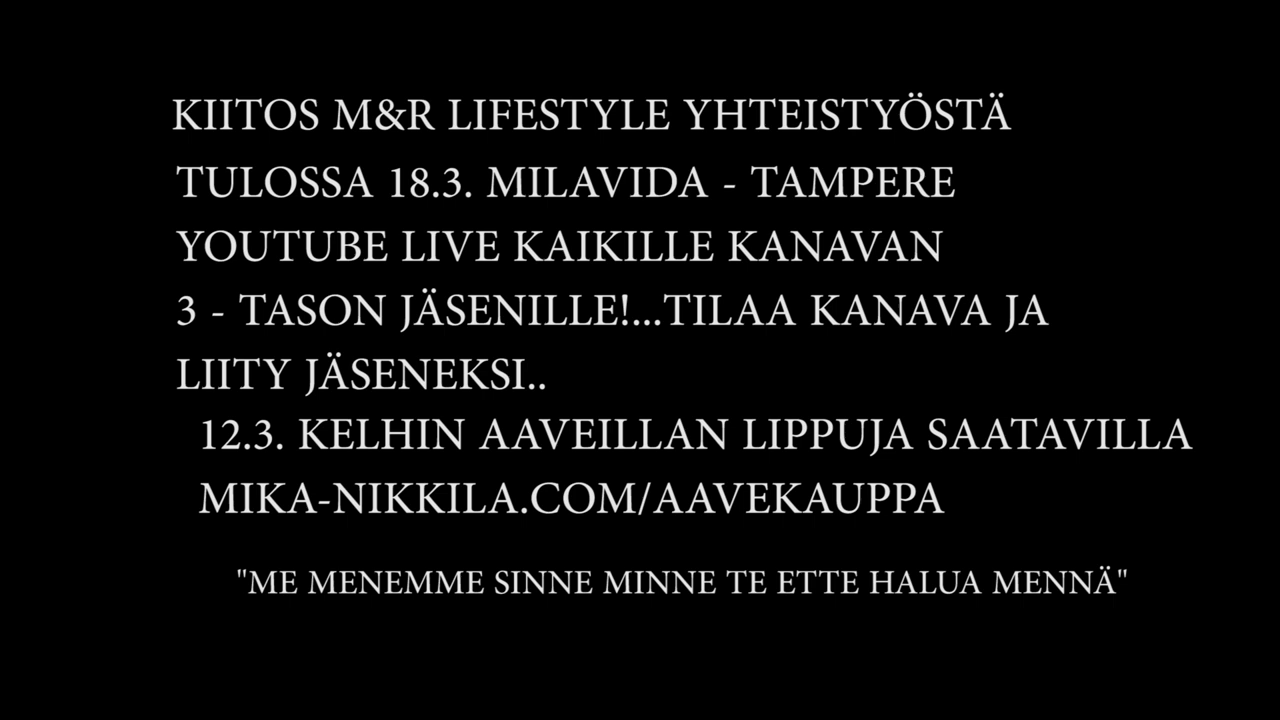 KIITOS M&R LIFESTYLE YHTEISTYÖSTÄ
TULOSSA 18.3. MILAVIDA - TAMPERE
YOUTUBE LIVE KAIKILLE KANAVAN
3 - TASON JÄSENILLE!...TILAA KANAVA JA
LIITY JÄSENEKSI..
12.3. KELHIN AAVEILLAN LIPPUJA SAATAVILLA
MIKA-NIKKILA.COM/AAVEKAUPPA
"ME MENEMME SINNE MINNE TE ETTE HALUA MENNÄ"